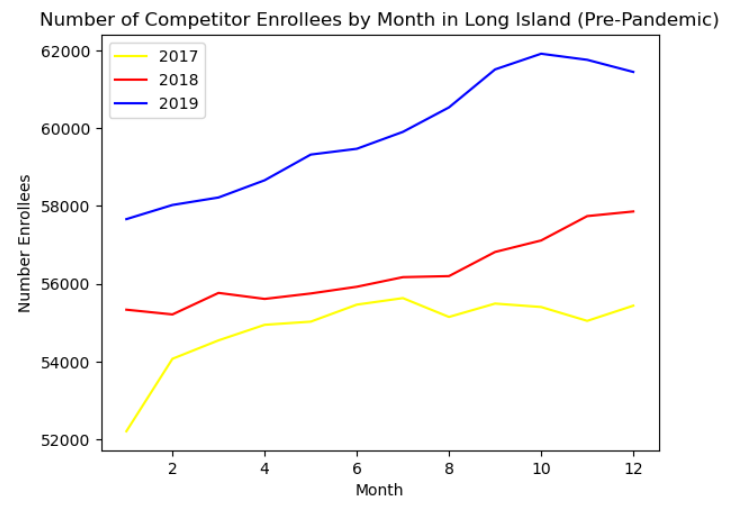 Number of Competitor Enrollees by Month in Long Island (Pre-Pandemic)
2017
2018
2019
62000
60000
58000
56000
54000
52000
Number Enrollees
2 4 6 8 10 12
Month